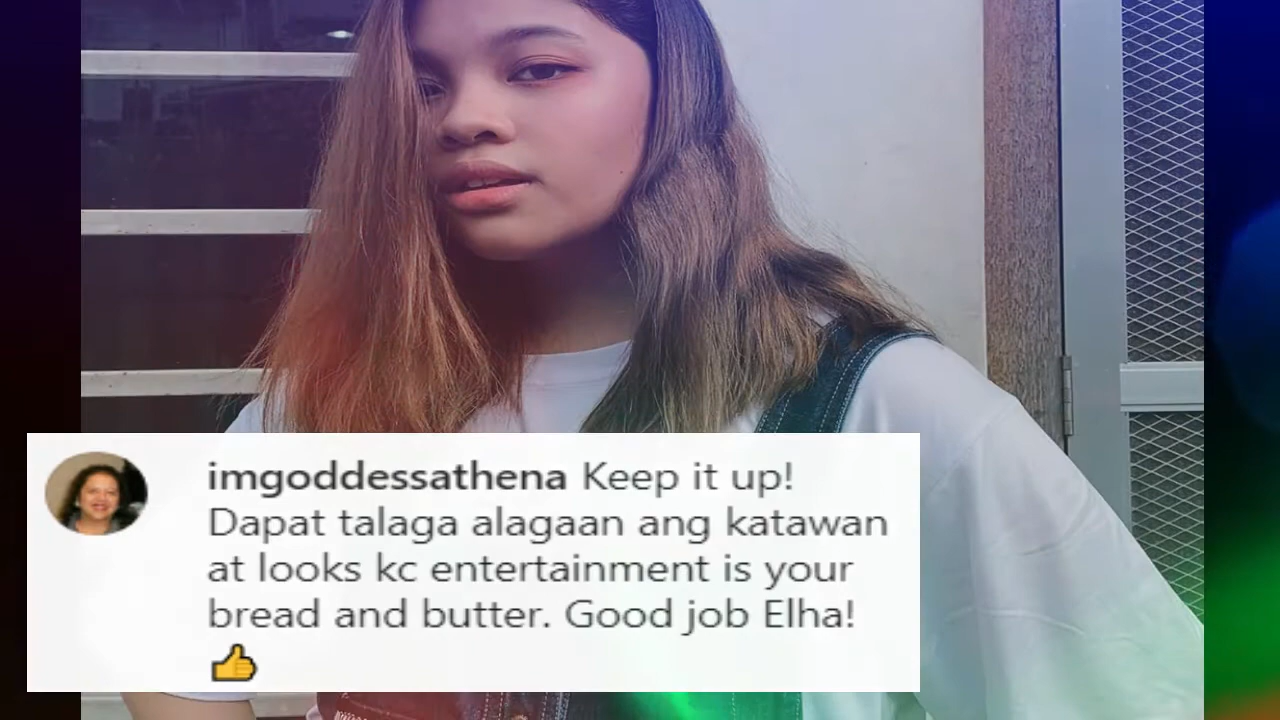 imgoddessathena Keep it up!
Dapat talaga alagaan ang katawan
at looks kc entertainment is your
bread and butter. Good job Elha!
👍